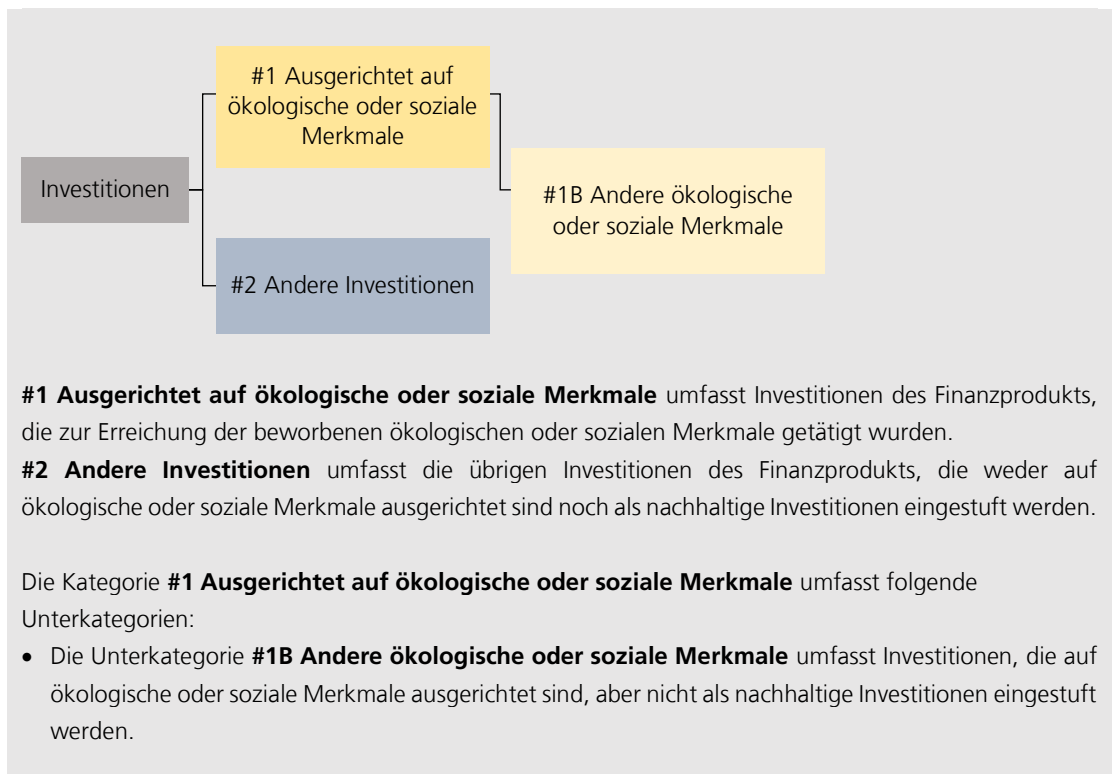 #1 Ausgerichtet auf
ökologische oder soziale
Merkmale
Investitionen
#1B Andere ökologische
oder soziale Merkmale
#2 Andere Investitionen
#1 Ausgerichtet auf ökologische oder soziale Merkmale umfasst Investitionen des Finanzprodukts,
die zur Erreichung der beworbenen ökologischen oder sozialen Merkmale getätigt wurden.
#2 Andere Investitionen umfasst die übrigen Investitionen des Finanzprodukts, die weder auf
ökologische oder soziale Merkmale ausgerichtet sind noch als nachhaltige Investitionen eingestuft werden.
Die Kategorie #1 Ausgerichtet auf ökologische oder soziale Merkmale umfasst folgende
Unterkategorien:
• Die Unterkategorie #1B Andere ökologische oder soziale Merkmale umfasst Investitionen, die auf
ökologische oder soziale Merkmale ausgerichtet sind, aber nicht als nachhaltige Investitionen eingestuft
werden.